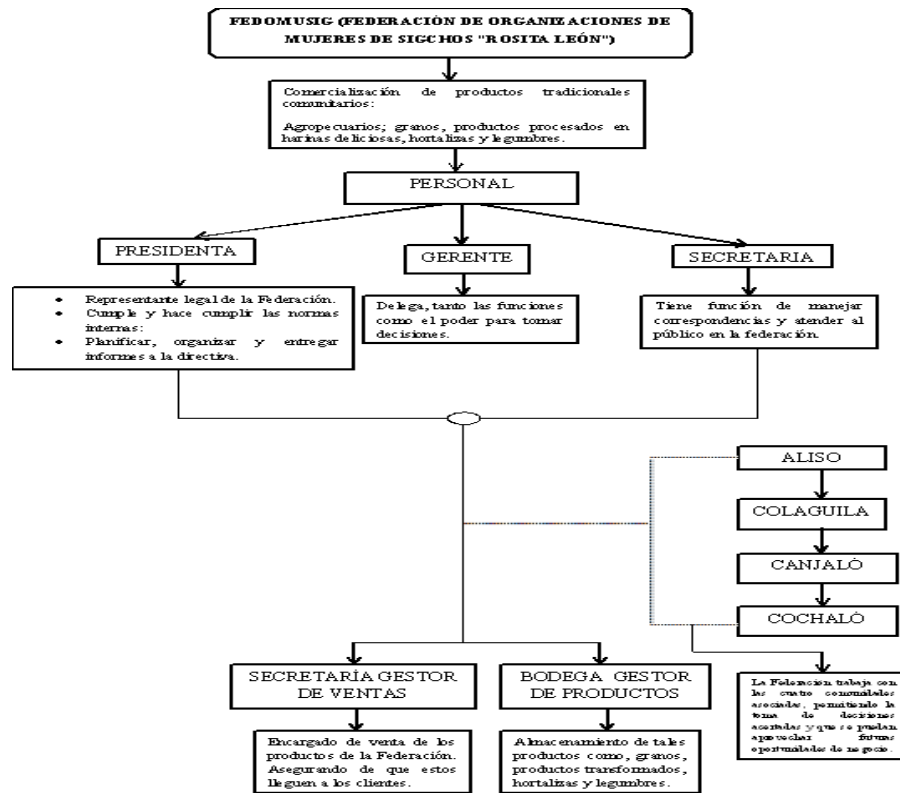 FEDOMUSIG (FEDERACIÓN DE ORGANIZACIONES DE
MUJERES DE SIGCHOS "ROSITA LEÓN")
Comercialización de productos tradicionales
comunitarios:
Agropecuarios; granos, productos procesados en
harinas deliciosas, hortalizas y legumbres.
PERSONAL
PRESIDENTA
GERENTE
SECRETARIA
• Representante legal de la Federación.
• Cumple y hace cumplir las normas
internas:
• Planificar, organizar y entregar
informes a la directiva.
Delega, tanto las funciones
como el poder para tomar
decisiones.
Tiene función de manejar
correspondencias y atender al
público en la federación.
ALISO
COLAGUILA
CANJALÓ
COCHALÓ
SECRETARÍA GESTOR
DE VENTAS
BODEGA GESTOR
DE PRODUCTOS
La Federación trabaja con
las cuatro comunidades
asociadas, permitiendo la
toma de decisiones
acertadas y que se puedan
aprovechar futuras
oportunidades de negocio.
Encargado de venta de los
productos de la Federación.
Asegurando de que estos
lleguen a los clientes.
Almacenamiento de tales
productos como, granos,
productos transformados,
hortalizas y legumbres.